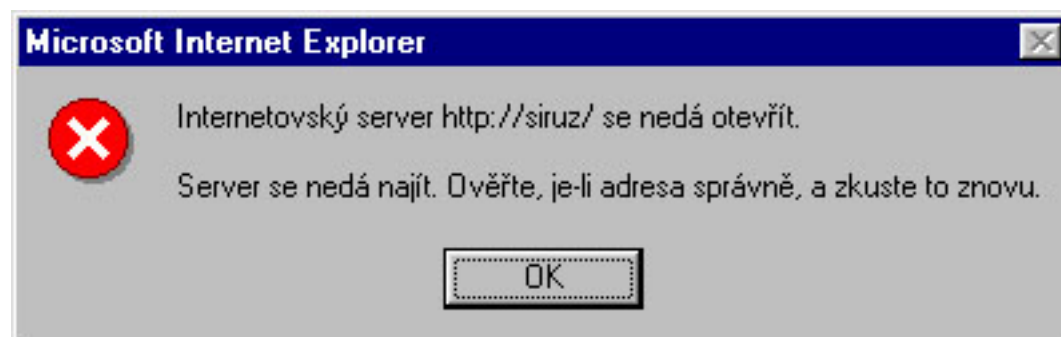 Microsoft Internet Explorer
Internetovský server http://siruz/ se nedá otevřít.
Server se nedá najít. Ověřte, je-li adresa správně, a zkuste to znovu.
OK